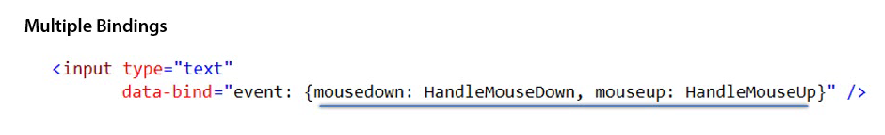 Multiple Bindings
<input type="text"
data-bind="event: {mousedown: HandleMouseDown, mouseup: HandleMouseUp}" />